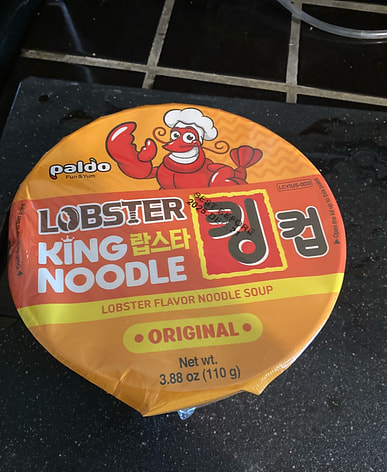 paldo
Fun & Yum
LOBSTER
KING 랍스타
NOODLE
킹컵
LOBSTER FLAVOR NOODLE SOUP
• ORIGINAL •
Net wt.
3.88 oz (110 g)